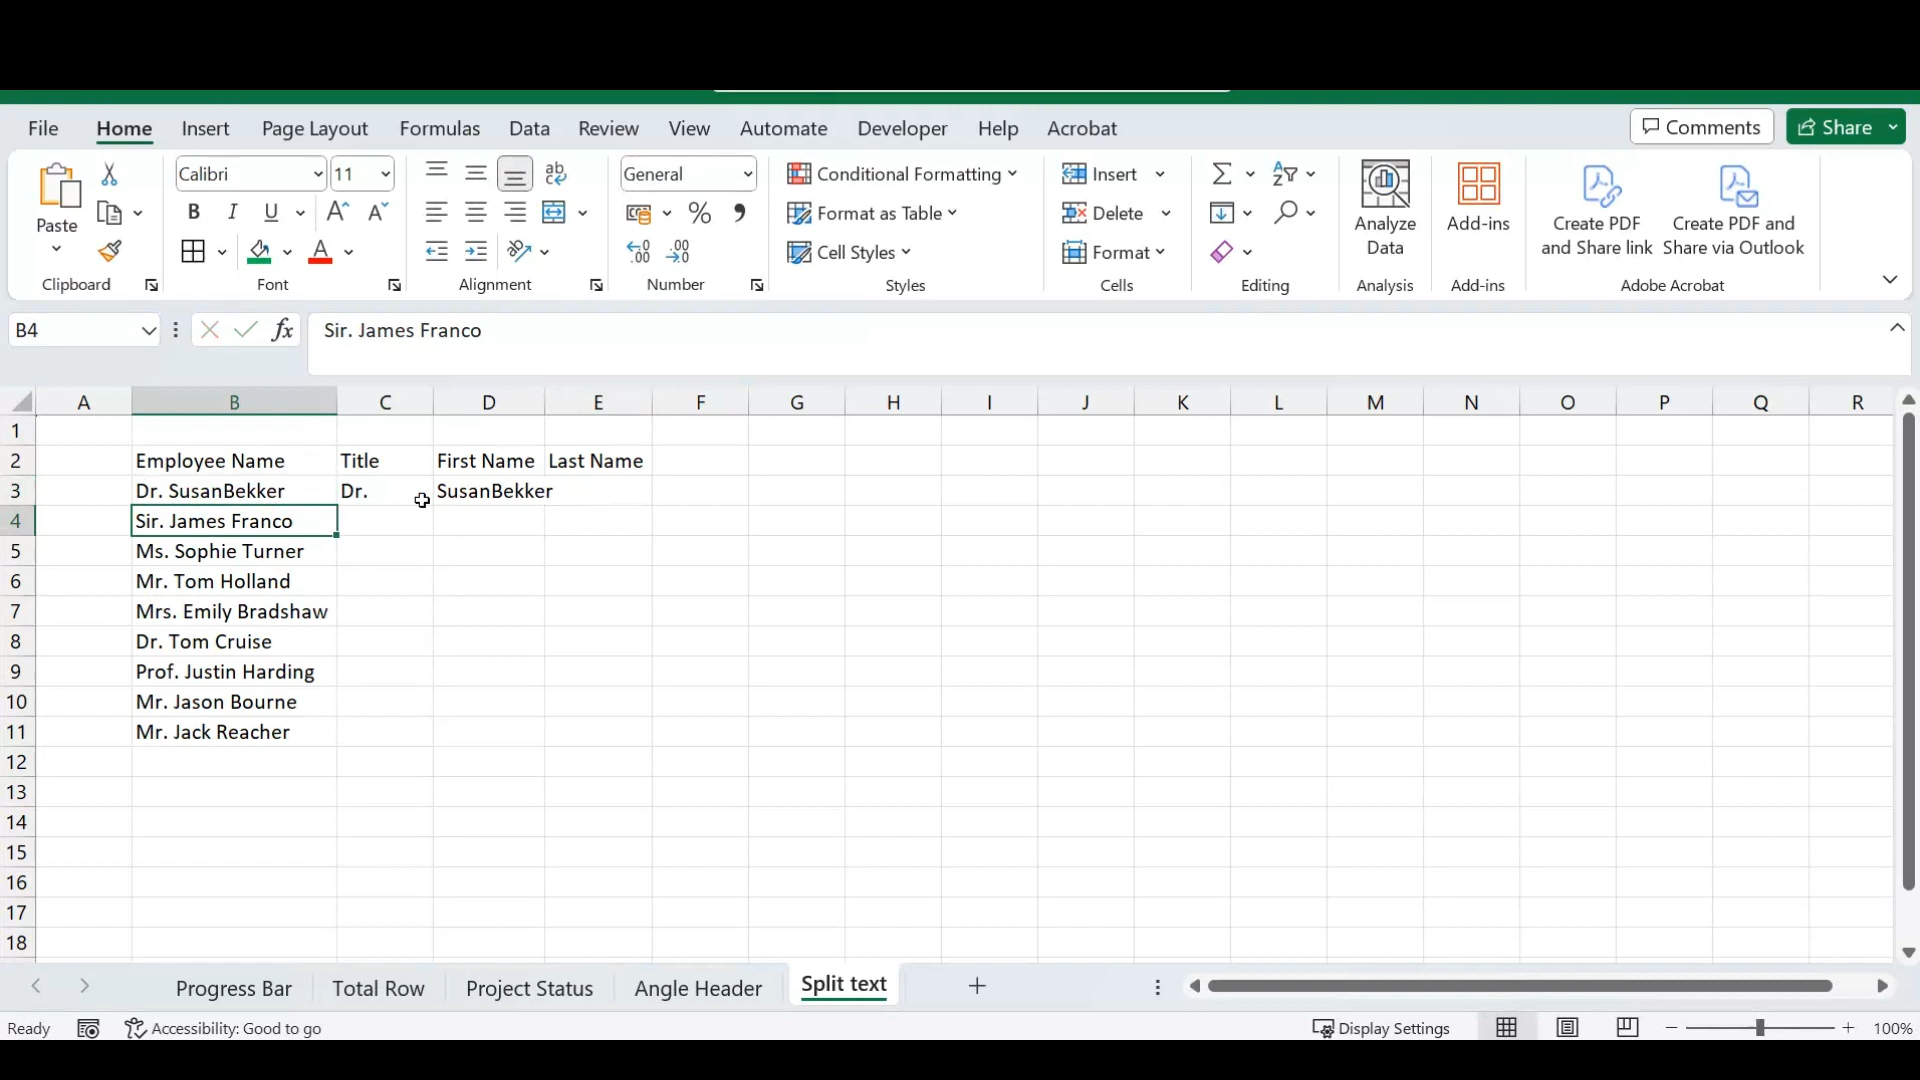 File Home Insert Page Layout Formulas Data Review View Automate Developer Help Acrobat Comments Share
Calibri 11 General Conditional Formatting Insert
Paste B I U % Format as Table Delete Analyze Data Add-ins Create PDF and Share link Create PDF and Share via Outlook
A Cell Styles Format
Clipboard Font Alignment Number Styles Cells Editing Analysis Add-ins Adobe Acrobat
B4 fx Sir. James Franco
A B C D E F G H I J K L M N O P Q R
1
2 Employee Name Title First Name Last Name
3 Dr. SusanBekker Dr. SusanBekker
4 Sir. James Franco
5 Ms. Sophie Turner
6 Mr. Tom Holland
7 Mrs. Emily Bradshaw
8 Dr. Tom Cruise
9 Prof. Justin Harding
10 Mr. Jason Bourne
11 Mr. Jack Reacher
12
13
14
15
16
17
18
Progress Bar Total Row Project Status Angle Header Split text
Ready Accessibility: Good to go Display Settings 100%